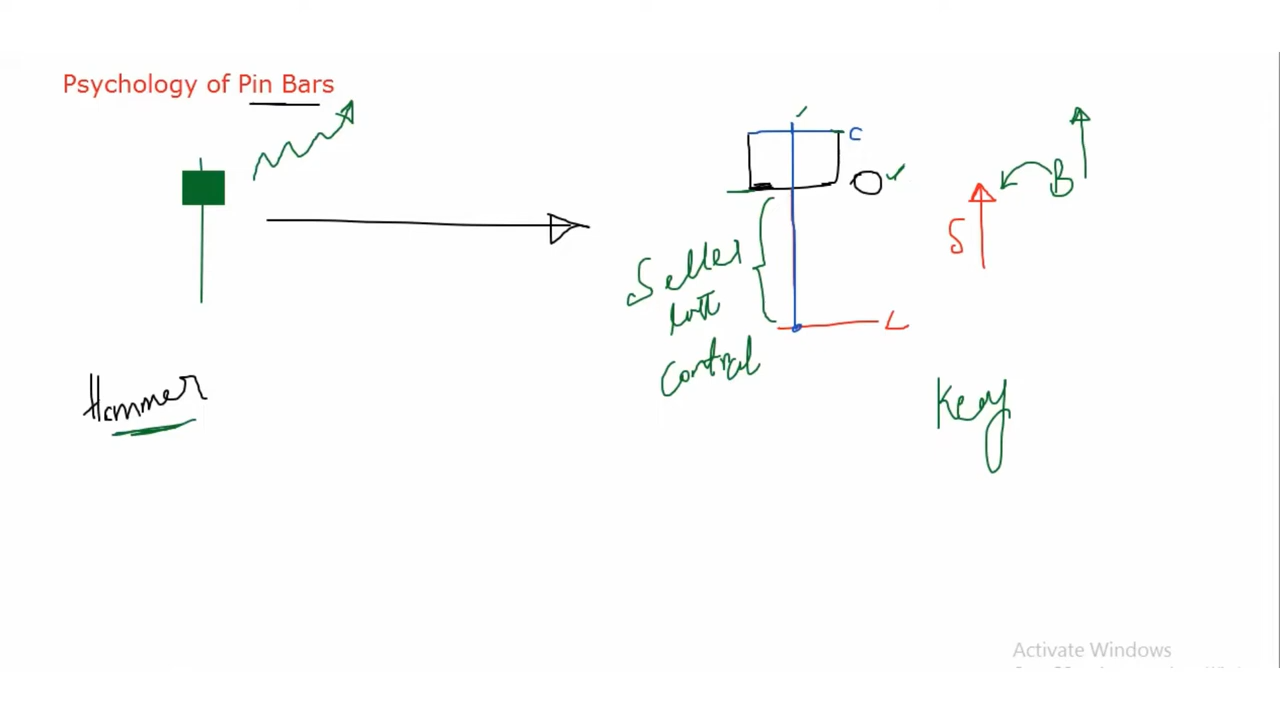 Psychology of Pin Bars
C
O
B
S
Seller
lost
control
L
Hammer
Key
Activate Windows